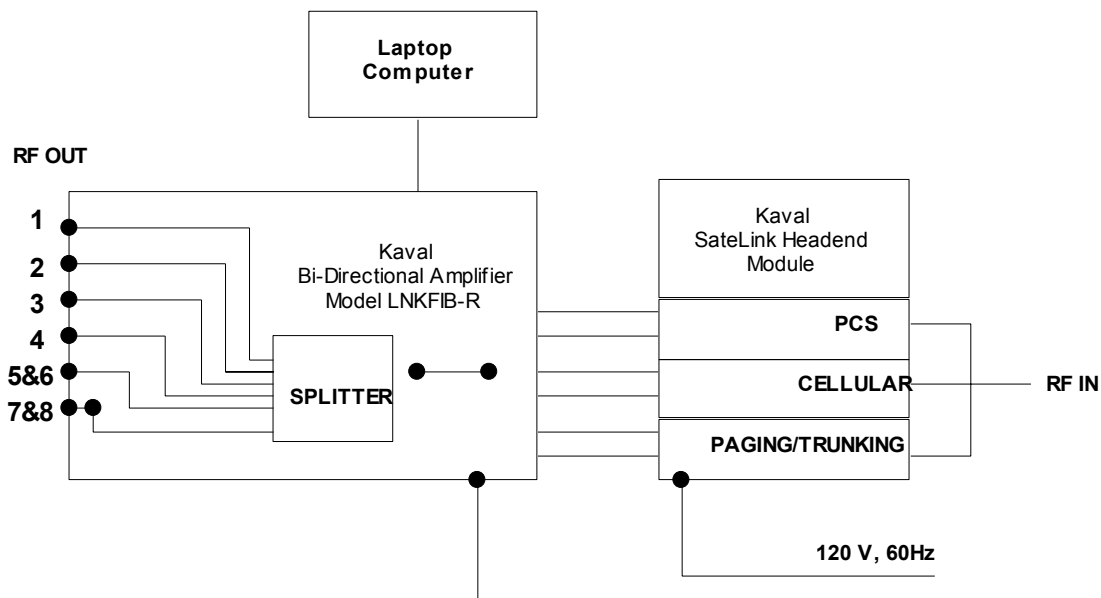 Laptop
Computer
RF OUT
1
2
3
4
5&6
7&8
Kaval
Bi-Directional Amplifier
Model LNKFIB-R
SPLITTER
Kaval
SateLink Headend
Module
PCS
CELLULAR
PAGING/TRUNKING
RF IN
120 V, 60Hz